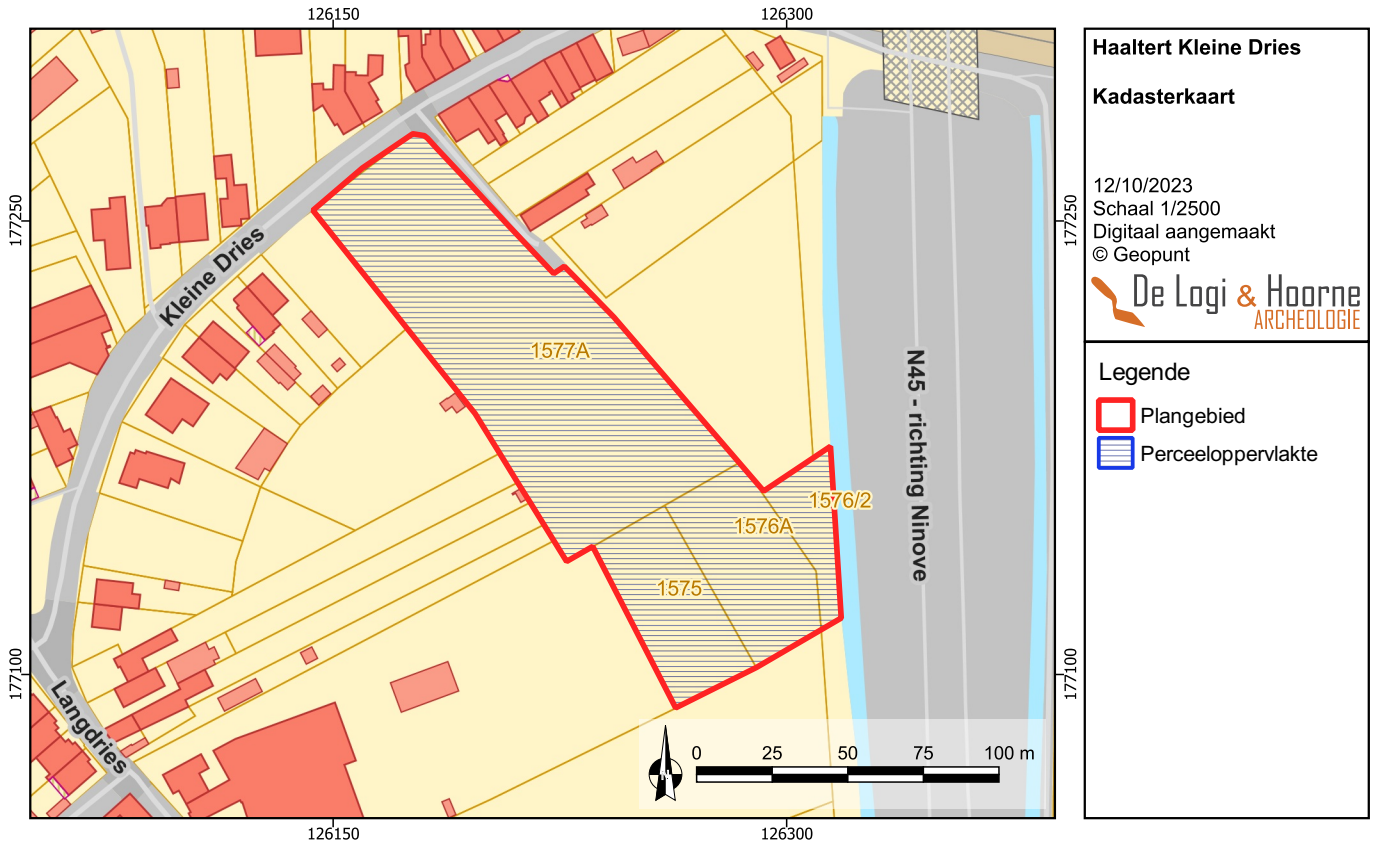 126150
126300
177250
177250
177100
177100
126150
126300
Kleine Dries
Langdries
N45 - richting Ninove
1577A
1576/2
1576A
1575
N
0 25 50 75 100 m
Haaltert Kleine Dries
Kadasterkaart
12/10/2023
Schaal 1/2500
Digitaal aangemaakt
© Geopunt
De Logi & Hoorne
ARCHEOLOGIE
Legende
Plangebied
Perceeloppervlakte